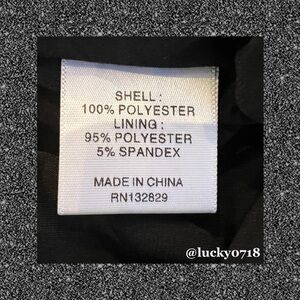 SHELL :
100% POLYESTER
LINING :
95% POLYESTER
5% SPANDEX
MADE IN CHINA
RN132829
@lucky0718